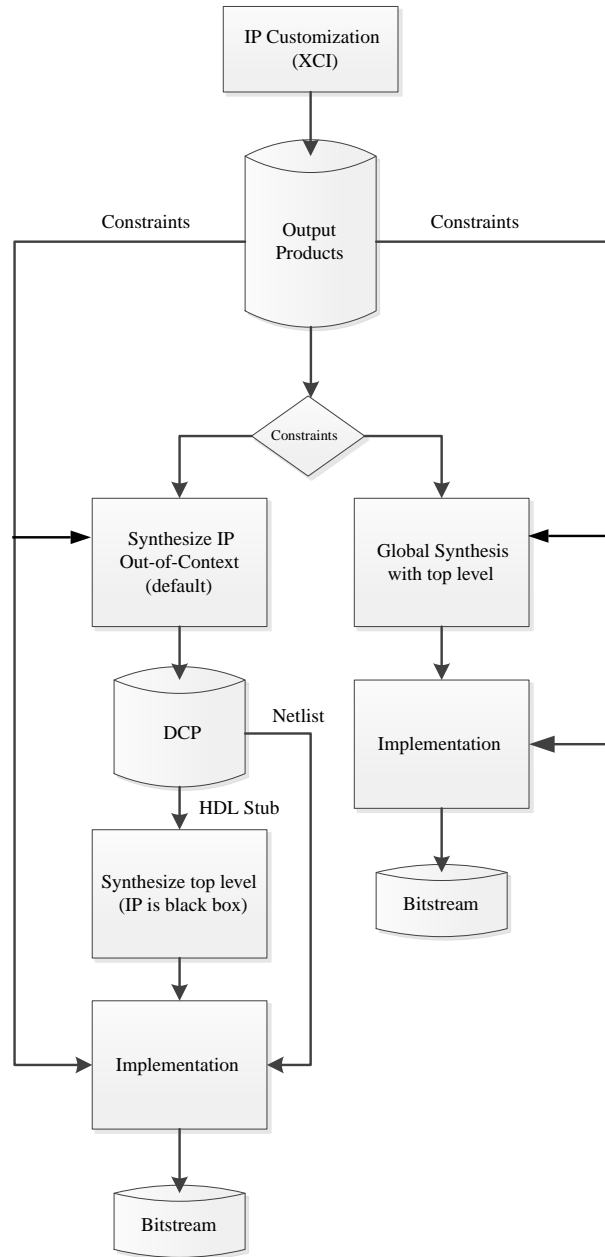 IP Customization
(XCI)
Constraints
Output
Products
Constraints
Constraints
Synthesize IP
Out-of-Context
(default)
Global Synthesis
with top level
DCP
Netlist
Implementation
HDL Stub
Synthesize top level
(IP is black box)
Bitstream
Implementation
Bitstream